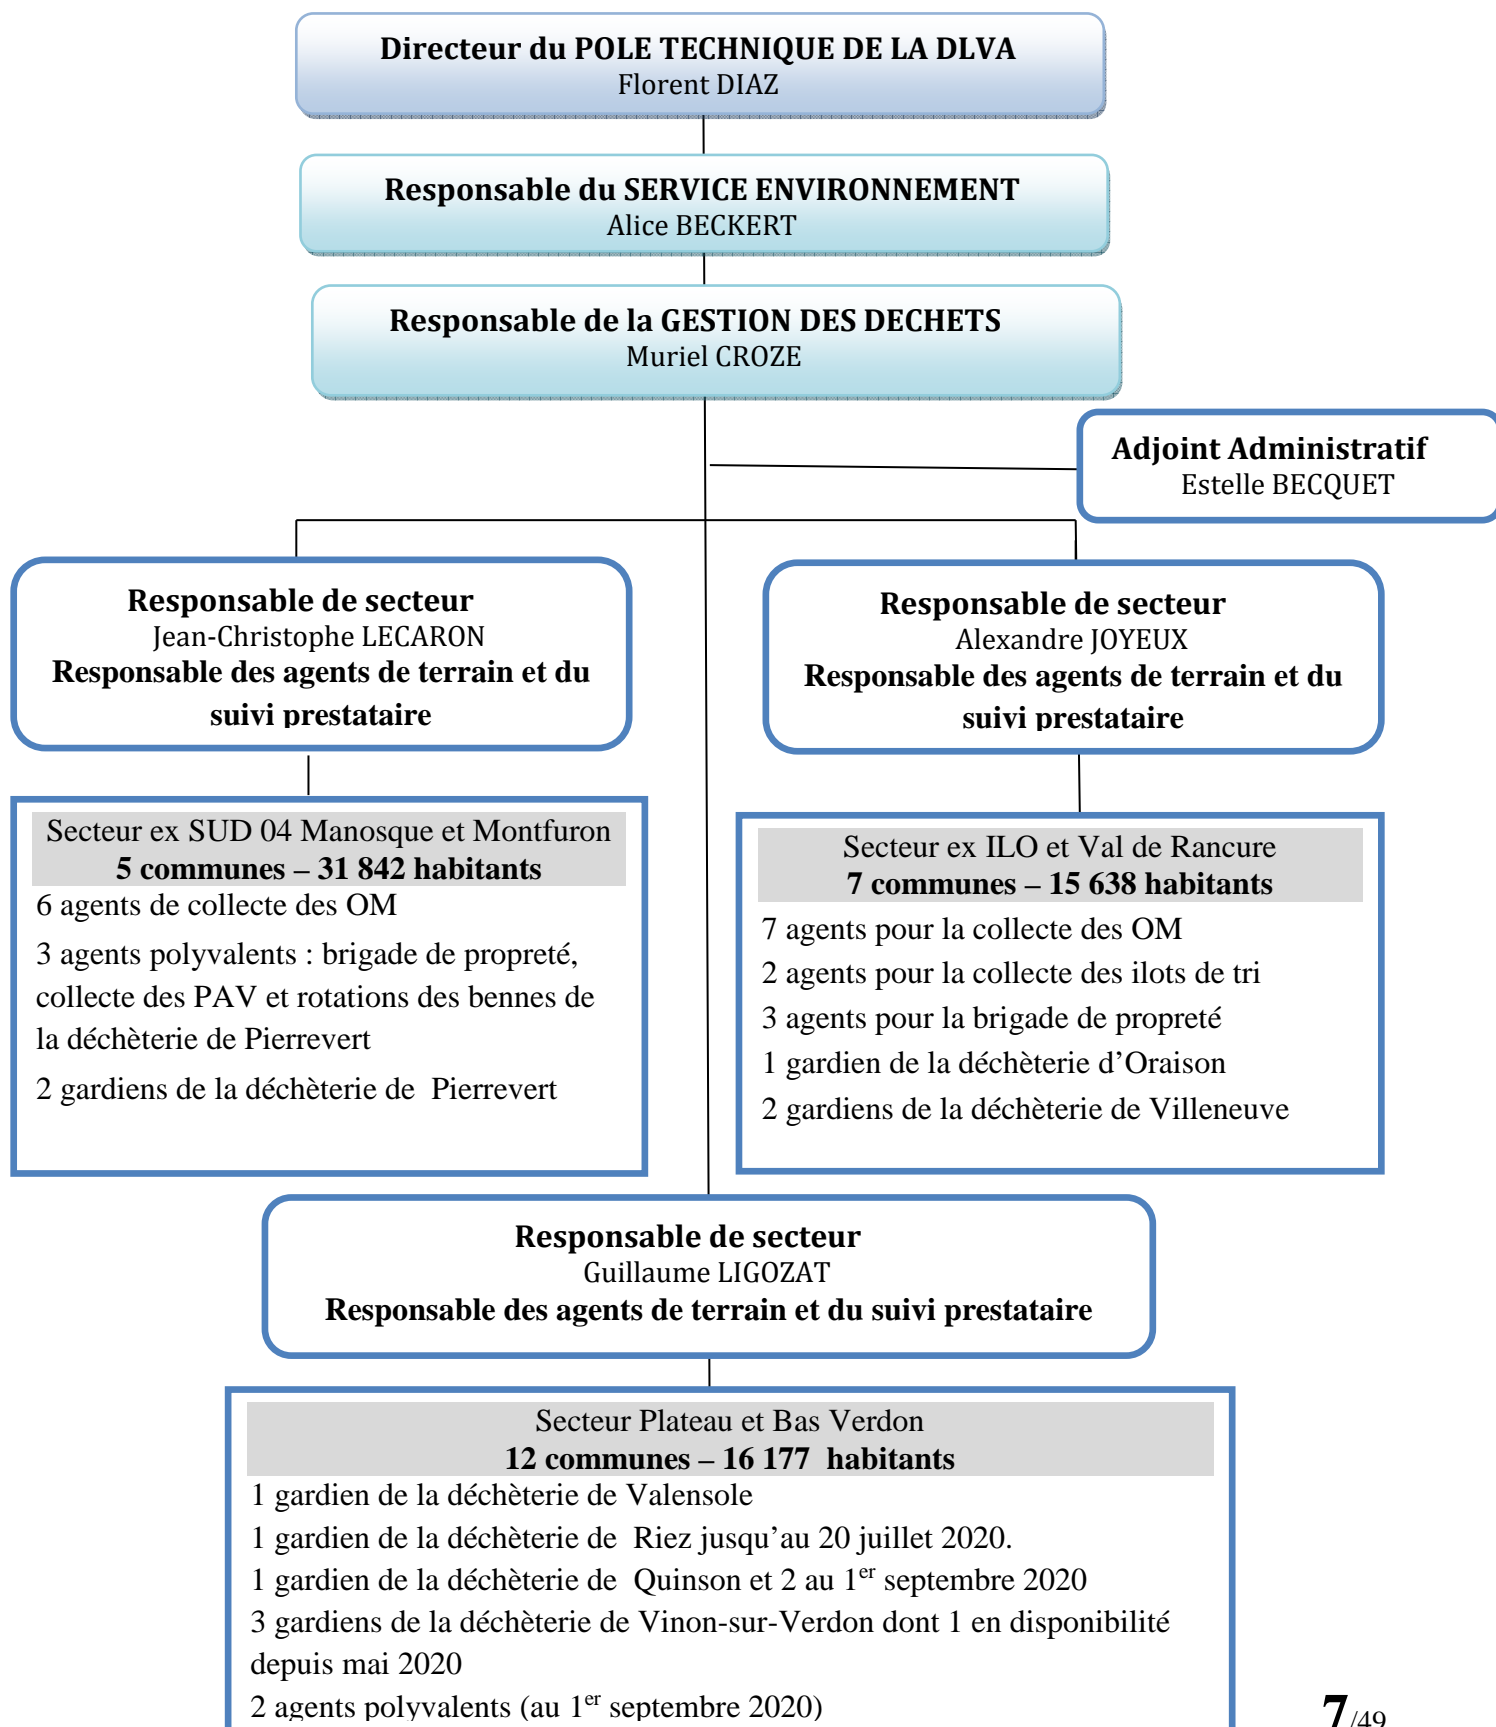 Directeur du POLE TECHNIQUE DE LA DLVA
Florent DIAZ
Responsable du SERVICE ENVIRONNEMENT
Alice BECKERT
Responsable de la GESTION DES DECHETS
Muriel CROZE
Adjoint Administratif
Estelle BECQUET
Responsable de secteur
Jean-Christophe LECARON
Responsable des agents de terrain et du
suivi prestataire
Responsable de secteur
Alexandre JOYEUX
Responsable des agents de terrain et du
suivi prestataire
Secteur ex SUD 04 Manosque et Montfuron
5 communes – 31 842 habitants
6 agents de collecte des OM
3 agents polyvalents : brigade de propreté,
collecte des PAV et rotations des bennes de
la déchèterie de Pierrevert
2 gardiens de la déchèterie de Pierrevert
Secteur ex ILO et Val de Rancure
7 communes – 15 638 habitants
7 agents pour la collecte des OM
2 agents pour la collecte des ilots de tri
3 agents pour la brigade de propreté
1 gardien de la déchèterie d’Oraison
2 gardiens de la déchèterie de Villeneuve
Responsable de secteur
Guillaume LIGOZAT
Responsable des agents de terrain et du suivi prestataire
Secteur Plateau et Bas Verdon
12 communes – 16 177 habitants
1 gardien de la déchèterie de Valensole
1 gardien de la déchèterie de Riez jusqu’au 20 juillet 2020.
1 gardien de la déchèterie de Quinson et 2 au 1er septembre 2020
3 gardiens de la déchèterie de Vinon-sur-Verdon dont 1 en disponibilité
depuis mai 2020
2 agents polyvalents (au 1er septembre 2020)
7/49